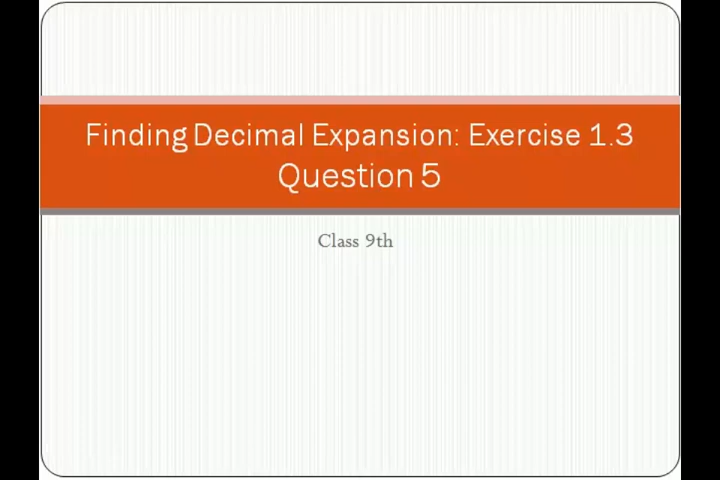 Finding Decimal Expansion: Exercise 1.3
Question 5
Class 9th